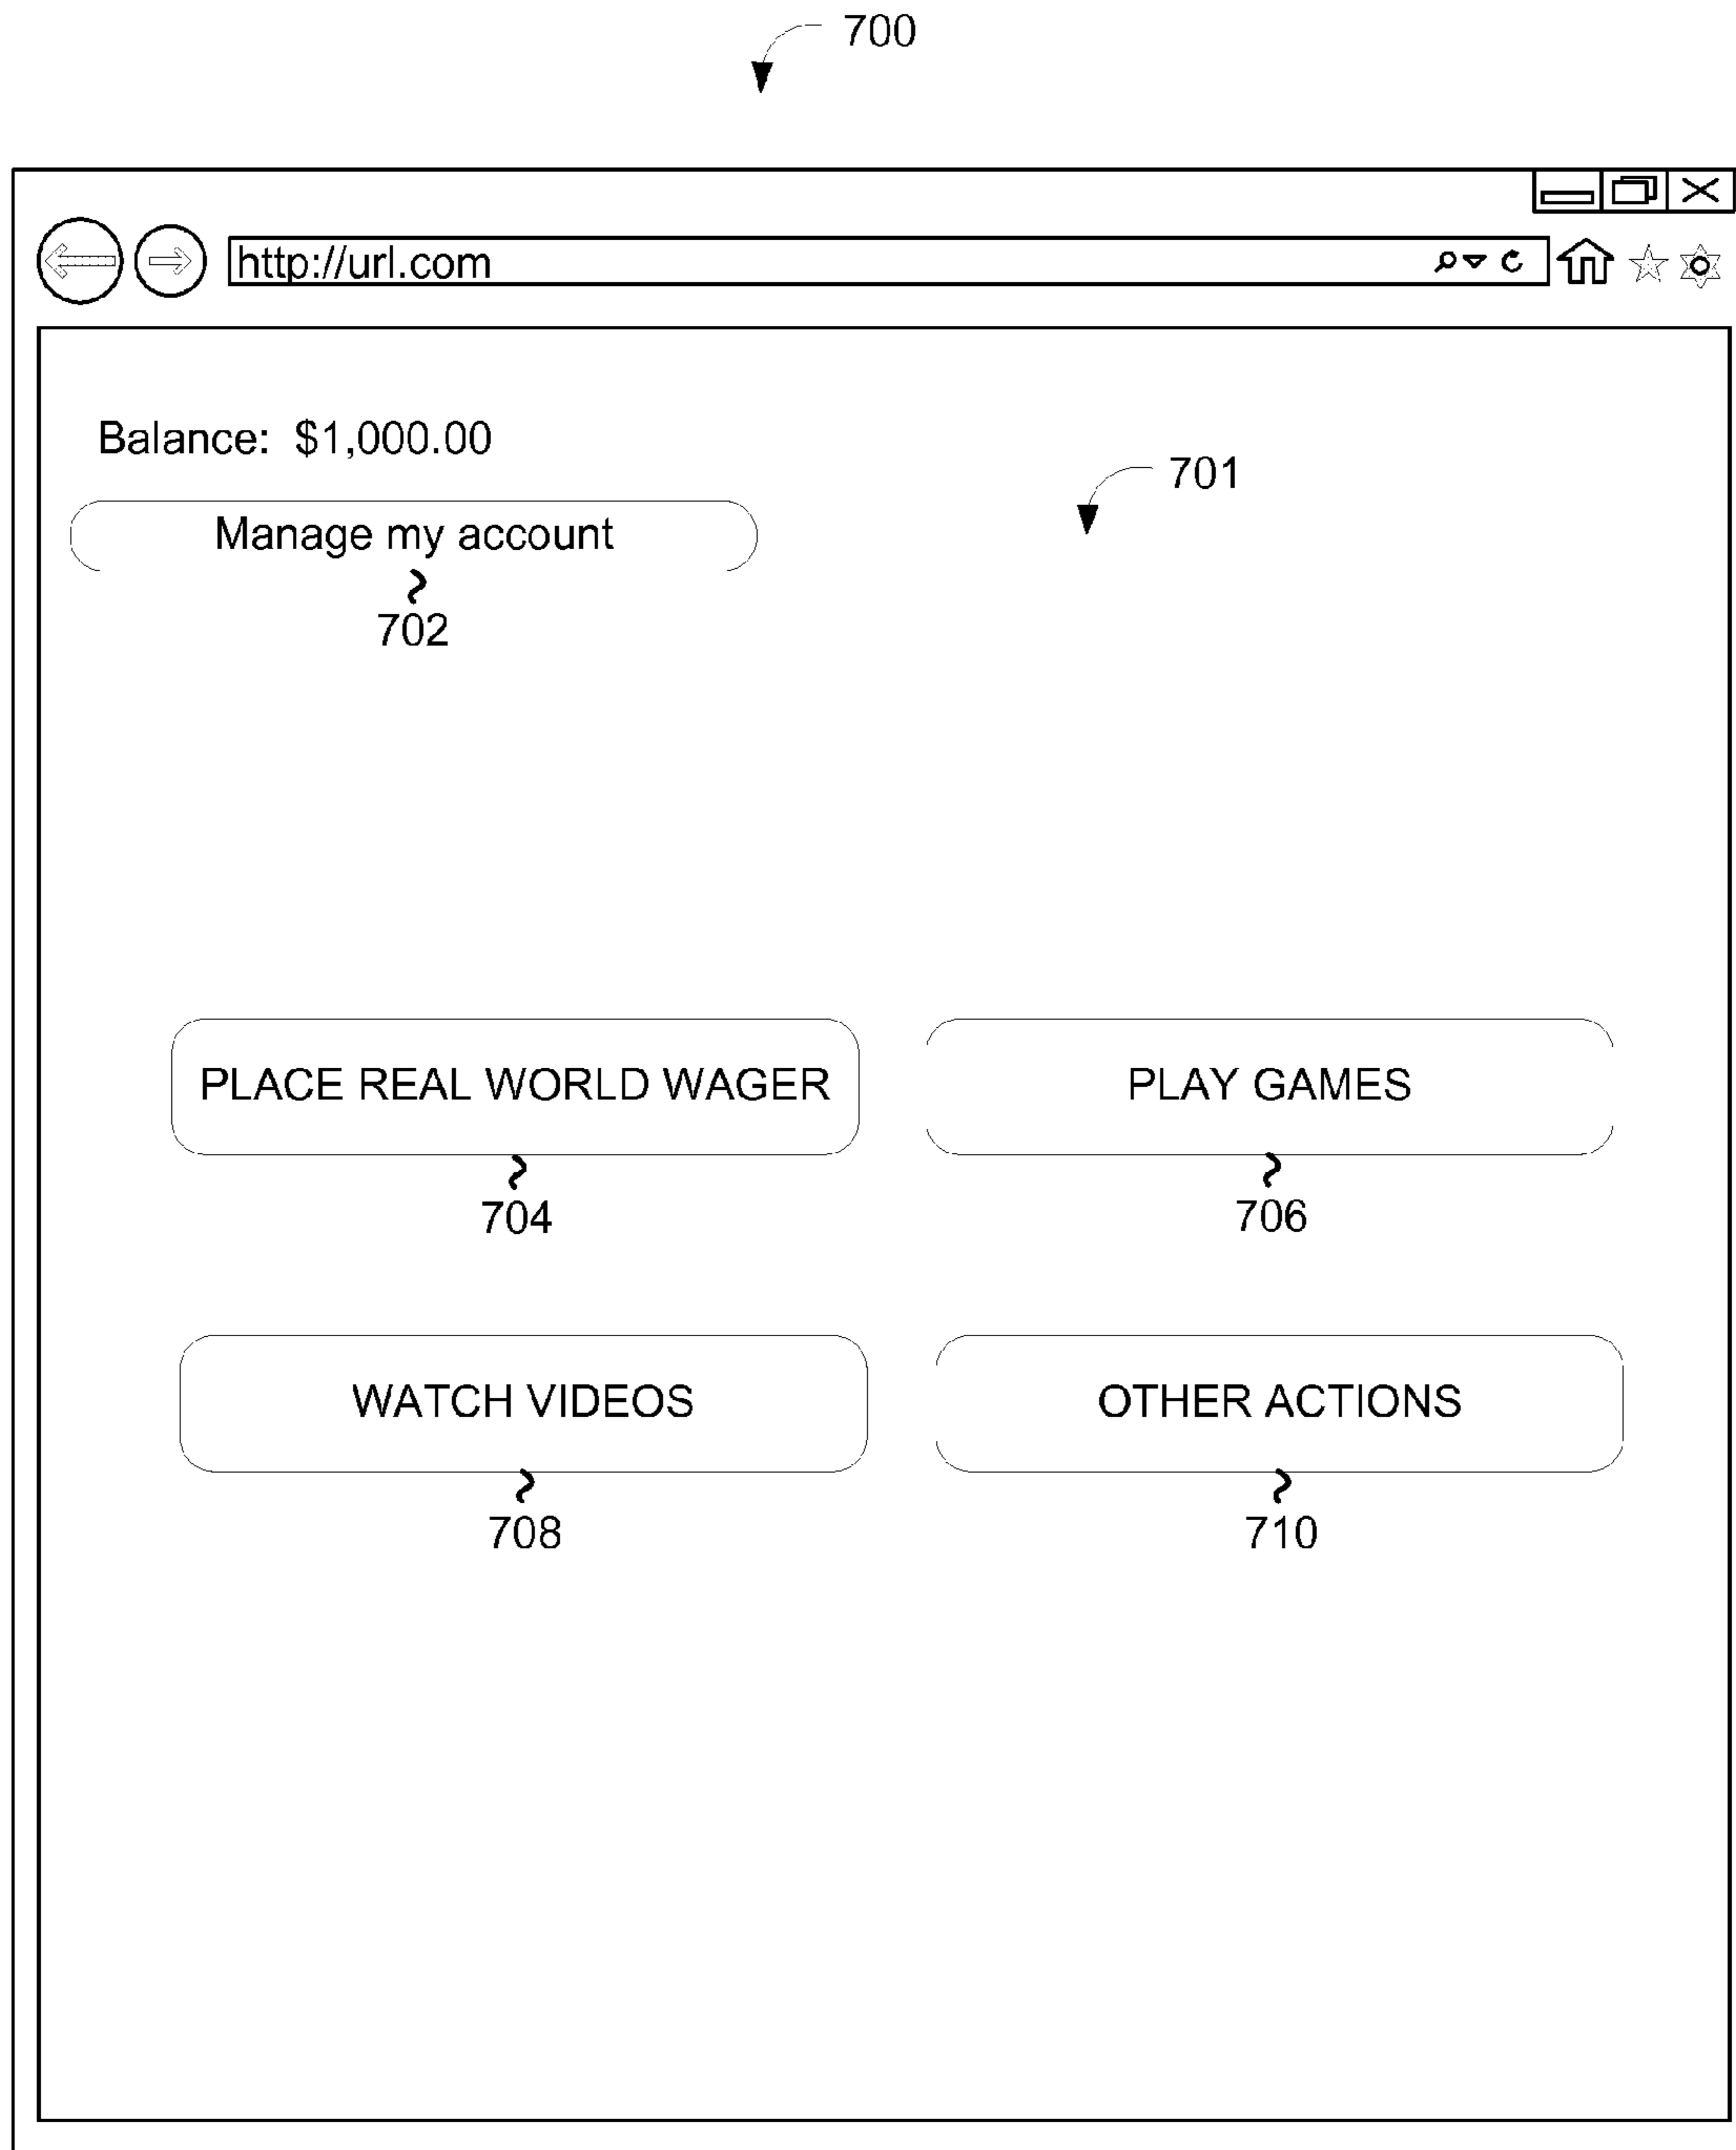 700
http://url.com
Balance: $1,000.00
701
Manage my account
702
PLACE REAL WORLD WAGER
PLAY GAMES
704
706
WATCH VIDEOS
OTHER ACTIONS
708
710